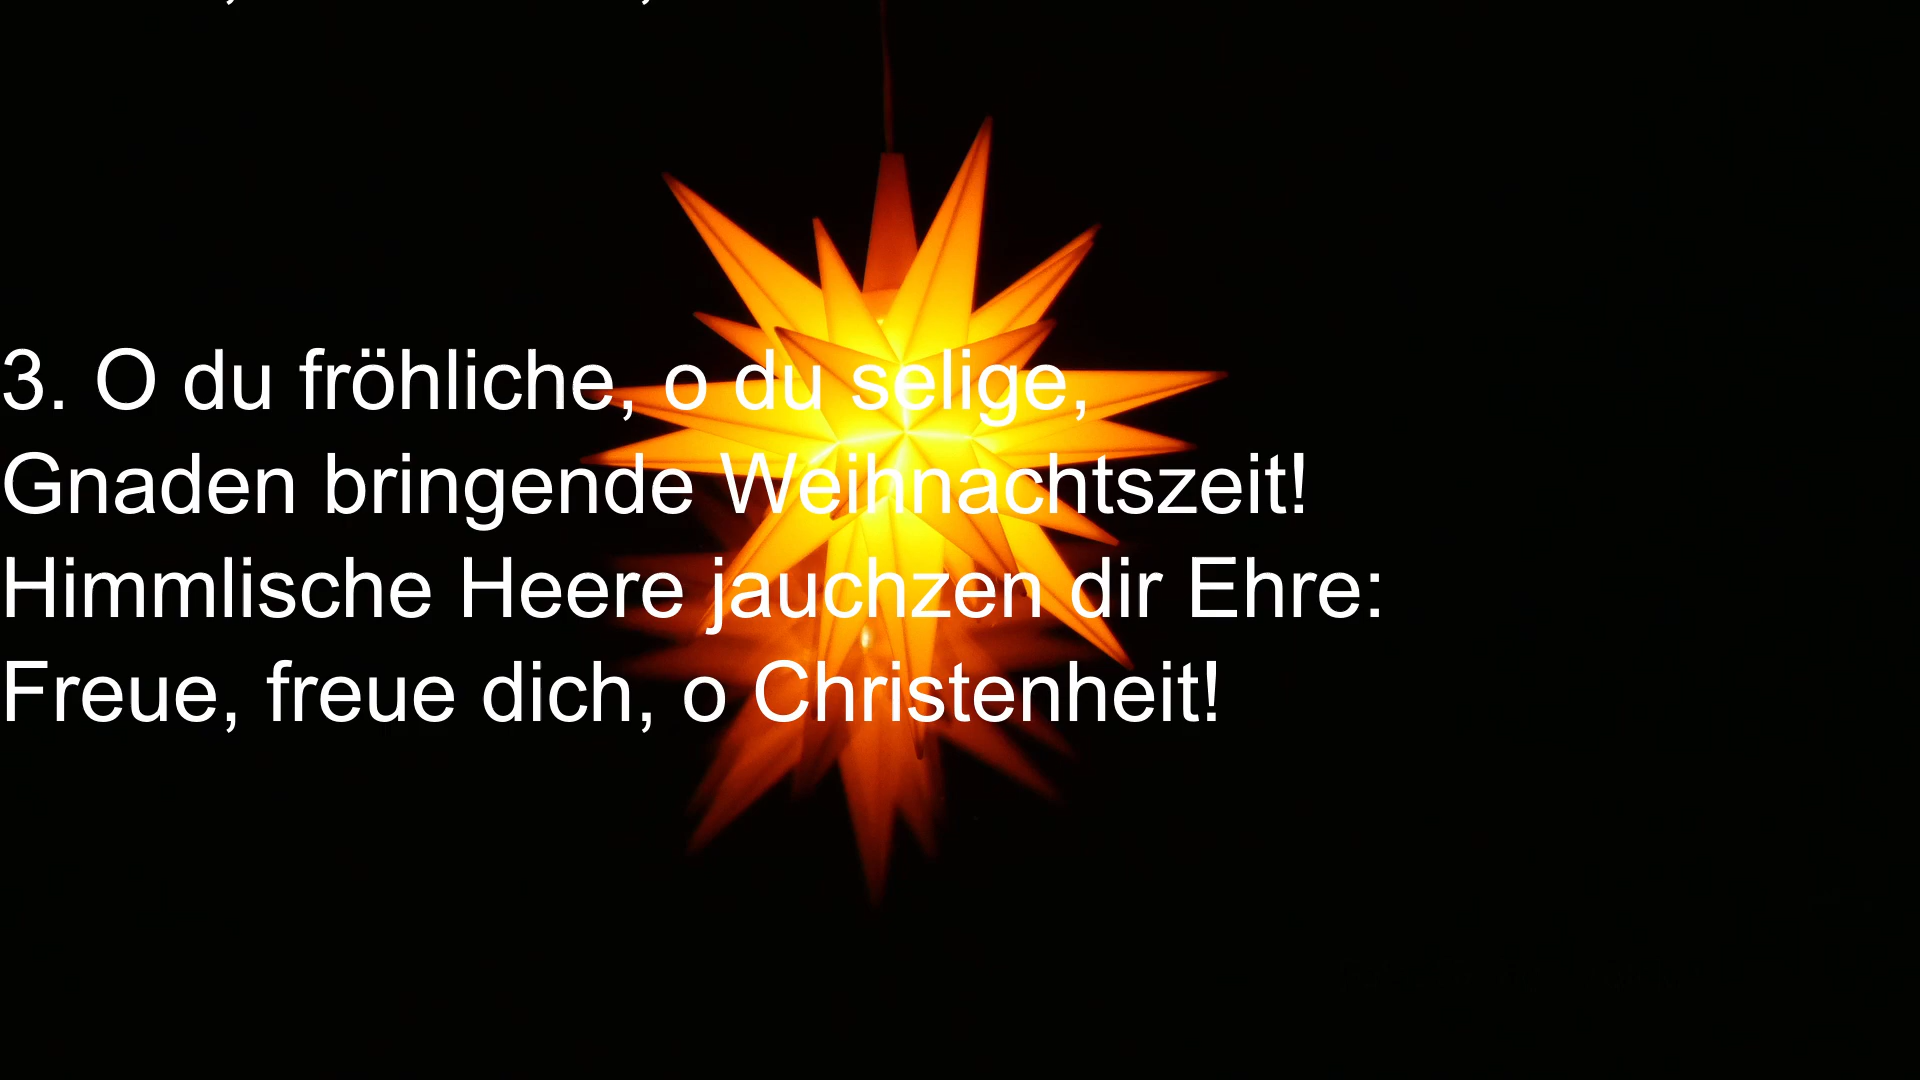 3. O du fröhliche, o du selige,
Gnaden bringende Weihnachtszeit!
Himmlische Heere jauchzen dir Ehre:
Freue, freue dich, o Christenheit!